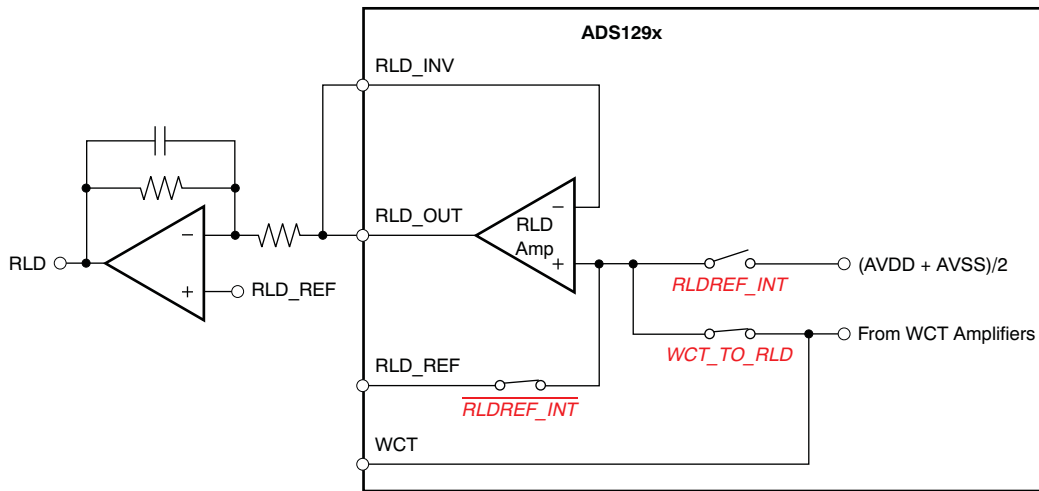 ADS129x
RLD_INV
RLD_OUT
RLD
Amp
−
+
(AVDD + AVSS)/2
RLDREF_INT
RLD
−
+
RLD_REF
From WCT Amplifiers
WCT_TO_RLD
RLD_REF
RLDREF_INT
WCT